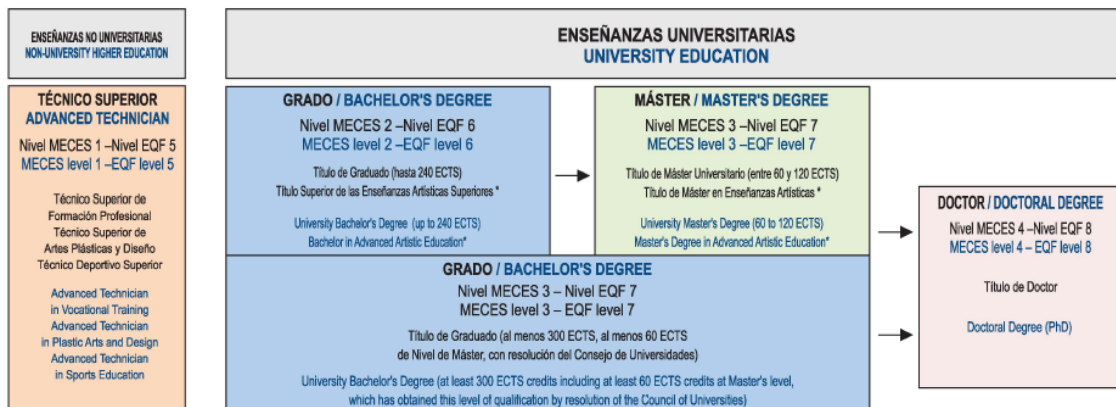 ENSEÑANZAS NO UNIVERSITARIAS
NON-UNIVERSITY HIGHER EDUCATION
TÉCNICO SUPERIOR
ADVANCED TECHNICIAN
Nivel MECES 1 –Nivel EQF 5
MECES level 1 –EQF level 5
Técnico Superior de
Formación Profesional
Técnico Superior de
Artes Plásticas y Diseño
Técnico Deportivo Superior
Advanced Technician
in Vocational Training
Advanced Technician
in Plastic Arts and Design
Advanced Technician
in Sports Education
ENSEÑANZAS UNIVERSITARIAS
UNIVERSITY EDUCATION
GRADO / BACHELOR'S DEGREE
Nivel MECES 2 –Nivel EQF 6
MECES level 2 –EQF level 6
Título de Graduado (hasta 240 ECTS)
Título Superior de las Enseñanzas Artísticas Superiores *
University Bachelor's Degree (up to 240 ECTS)
Bachelor in Advanced Artistic Education*
MÁSTER / MASTER'S DEGREE
Nivel MECES 3 –Nivel EQF 7
MECES level 3 –EQF level 7
Título de Máster Universitario (entre 60 y 120 ECTS)
Título de Máster en Enseñanzas Artísticas *
University Master's Degree (60 to 120 ECTS)
Master's Degree in Advanced Artistic Education*
GRADO / BACHELOR'S DEGREE
Nivel MECES 3 – Nivel EQF 7
MECES level 3 – EQF level 7
Título de Graduado (al menos 300 ECTS, al menos 60 ECTS
de Nivel de Máster, con resolución del Consejo de Universidades)
University Bachelor's Degree (at least 300 ECTS credits including at least 60 ECTS credits at Master's level,
which has obtained this level of qualification by resolution of the Council of Universities)
DOCTOR / DOCTORAL DEGREE
Nivel MECES 4 –Nivel EQF 8
MECES level 4 – EQF level 8
Título de Doctor
Doctoral Degree (PhD)